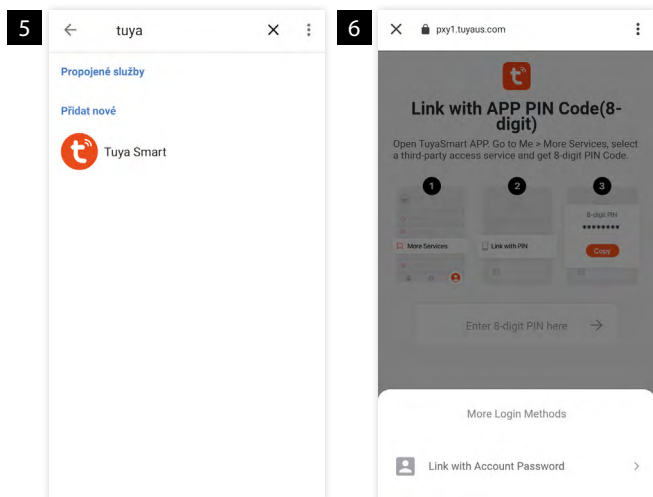 5
tuya
Propojené služby
Přidat nové
Tuya Smart
6
pxy1.tuyaus.com
Link with APP PIN Code(8-
digit)
Open TuyaSmart APP. Go to Me > More Services, select
a third-party access service and get 8-digit PIN Code.
1
2
3
More Services
Link with PIN
8-digit PIN
********
Copy
Enter 8-digit PIN here
More Login Methods
Link with Account Password